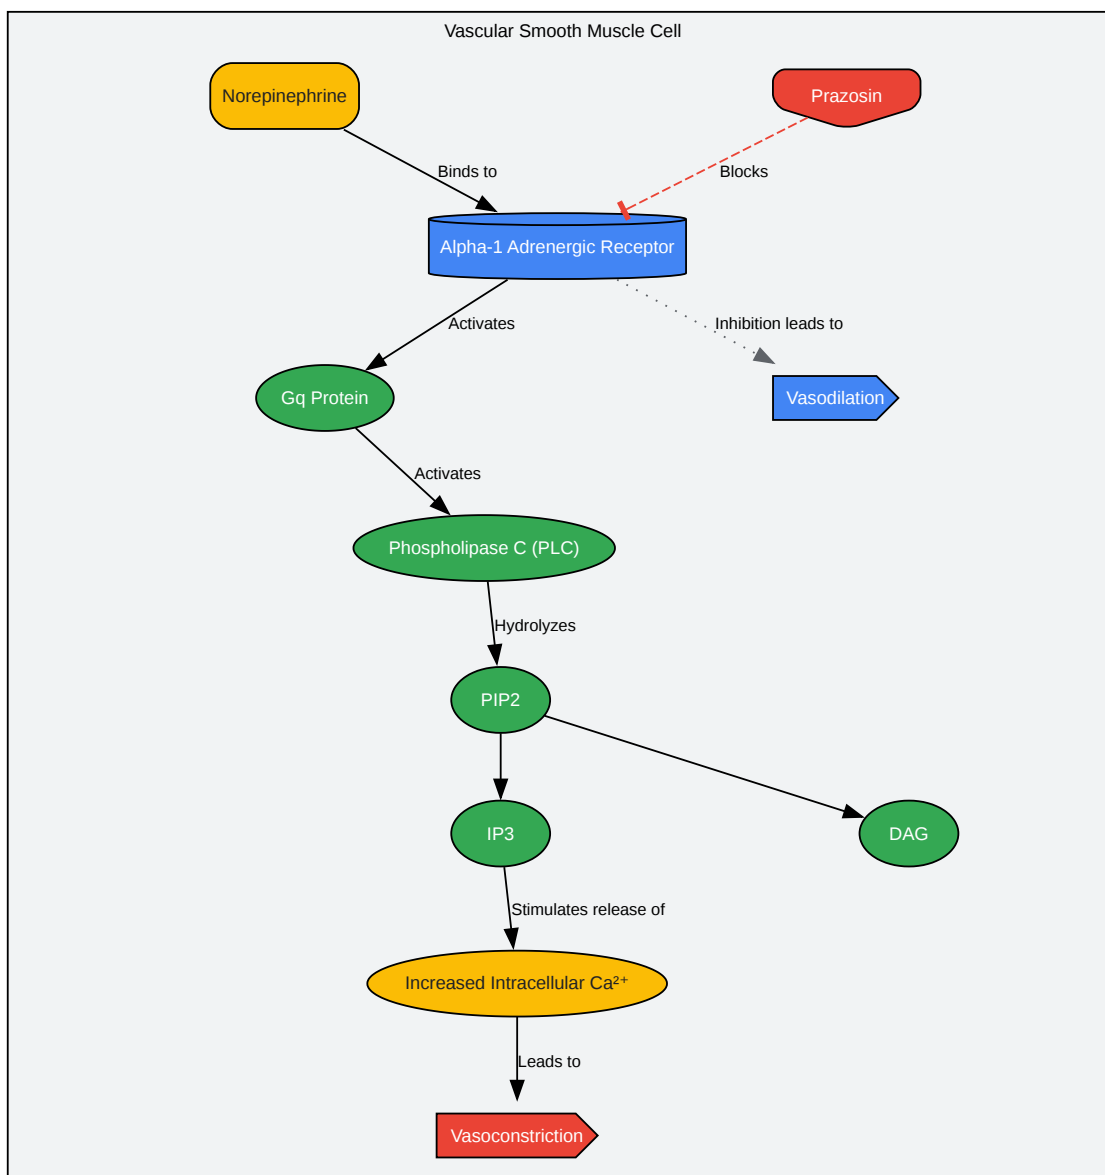 Vascular Smooth Muscle Cell
Norepinephrine
Prazosin
Binds to
Blocks
Alpha-1 Adrenergic Receptor
Activates
Inhibition leads to
Gq Protein
Vasodilation
Activates
Phospholipase C (PLC)
Hydrolyzes
PIP2
IP3
DAG
Stimulates release of
Increased Intracellular Ca²⁺
Leads to
Vasoconstriction